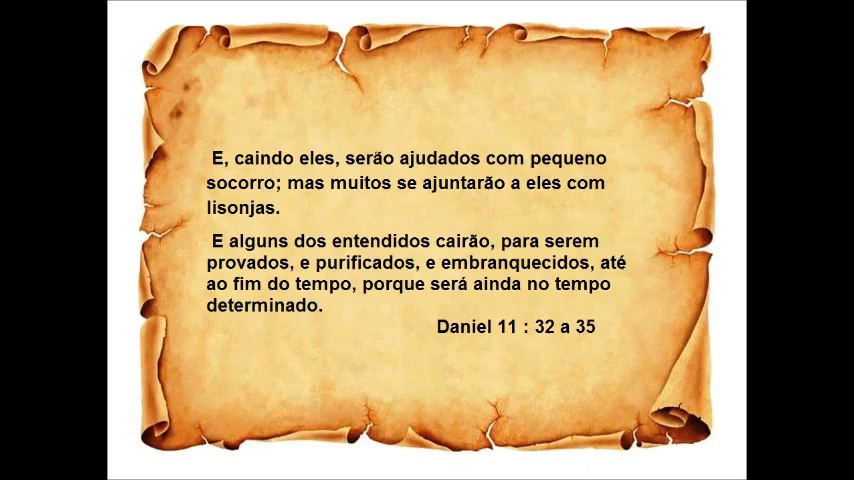 E, caindo eles, serão ajudados com pequeno
socorro; mas muitos se ajuntarão a eles com
lisonjas.
E alguns dos entendidos cairão, para serem
provados, e purificados, e embranquecidos, até
ao fim do tempo, porque será ainda no tempo
determinado.
Daniel 11 : 32 a 35